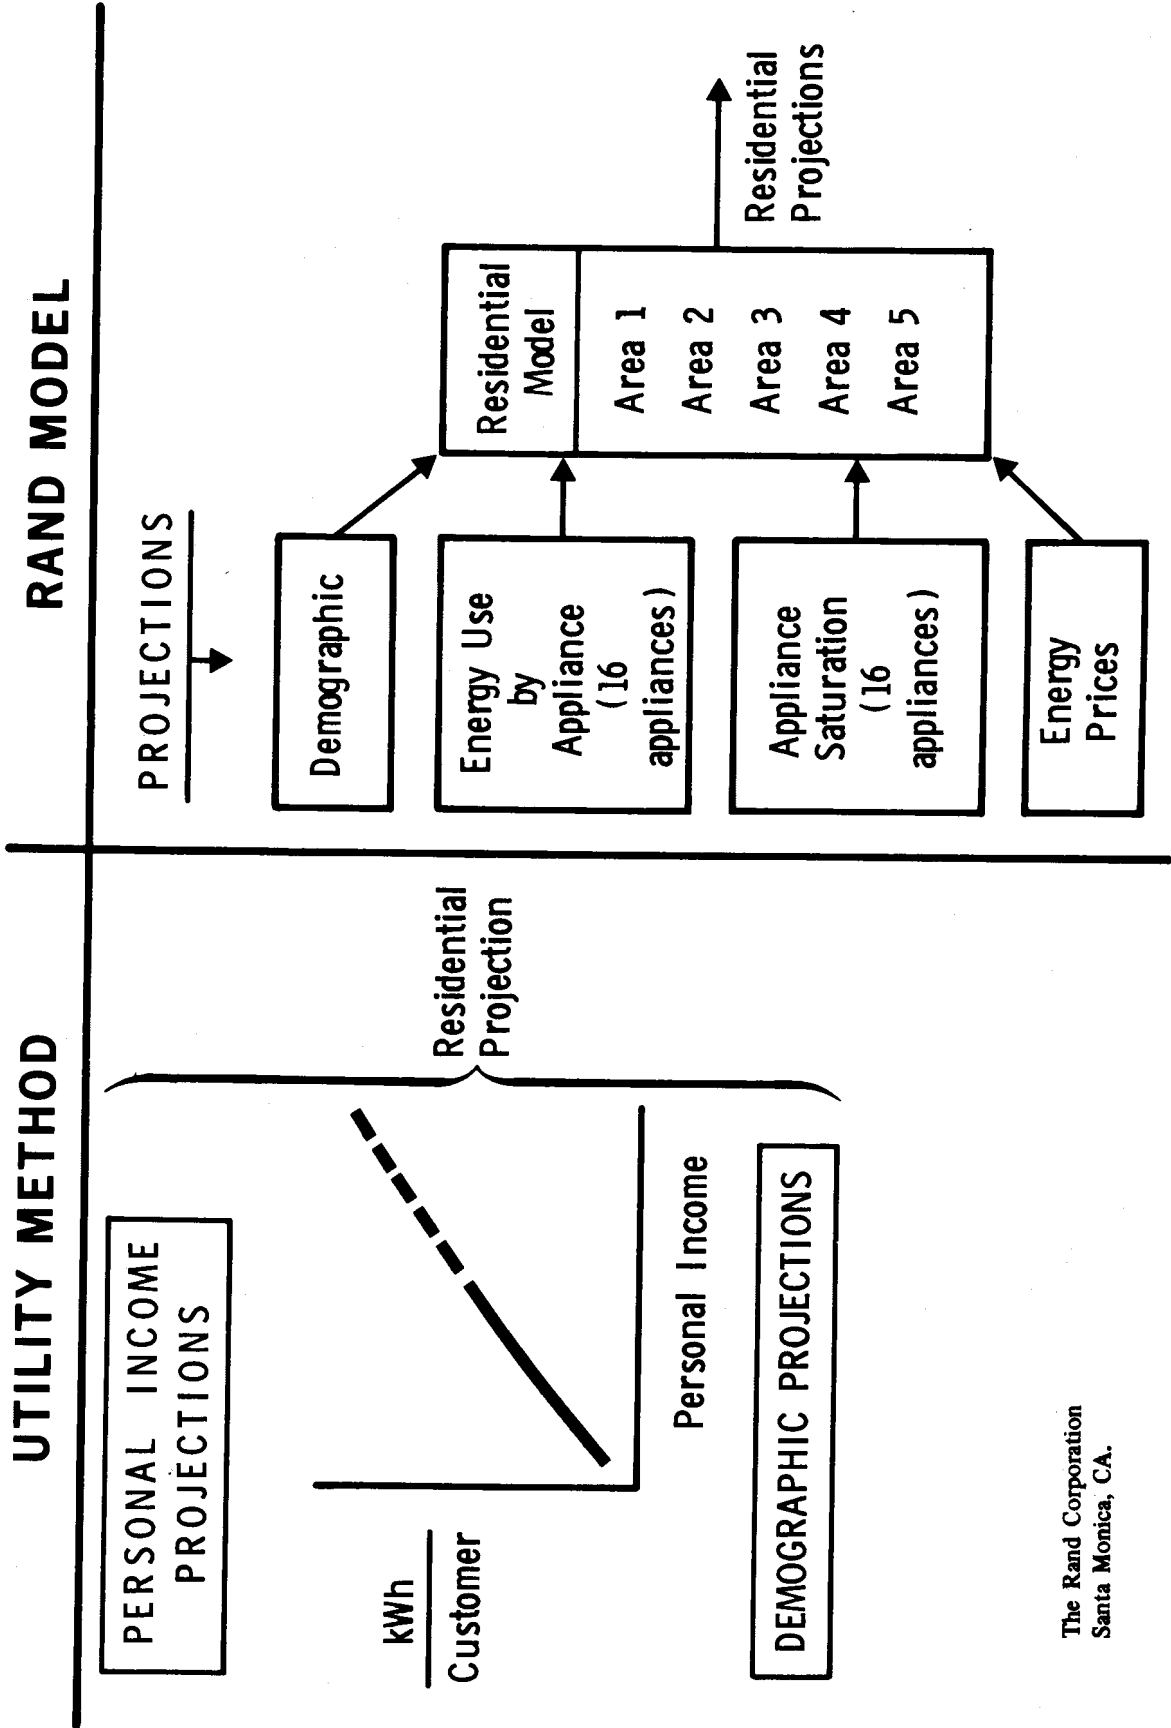 UTILITY METHOD
PERSONAL INCOME
PROJECTIONS
kWh
Customer
Personal Income
DEMOGRAPHIC PROJECTIONS
Residential
Projection
RAND MODEL
PROJECTIONS
Demographic
Energy Use
by
Appliance
(16
appliances)
Appliance
Saturation
(16
appliances)
Energy
Prices
Residential
Model
Area 1
Area 2
Area 3
Area 4
Area 5
Residential
Projections
The Rand Corporation
Santa Monica, CA.